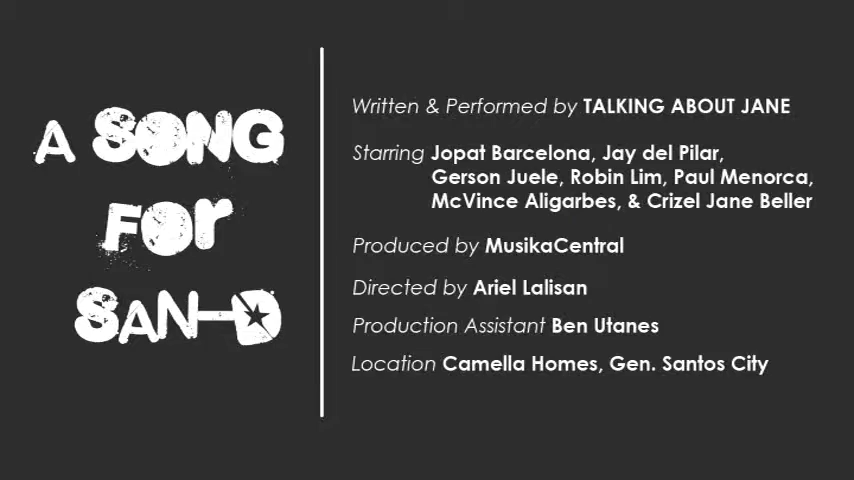 A SONG
FOR
SAN-D
Written & Performed by TALKING ABOUT JANE
Starring Jopat Barcelona, Jay del Pilar,
Gerson Juele, Robin Lim, Paul Menorca,
McVince Aligarbes, & Crizel Jane Beller
Produced by MusikaCentral
Directed by Ariel Lalisan
Production Assistant Ben Utanes
Location Camella Homes, Gen. Santos City